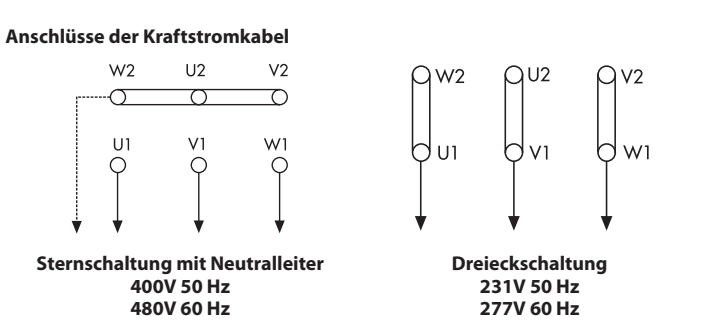 Anschlüsse der Kraftstromkabel
W2 U2 V2
U1 V1 W1
Sternschaltung mit Neutralleiter
400V 50 Hz
480V 60 Hz
W2 U2 V2
U1 V1 W1
Dreieckschaltung
231V 50 Hz
277V 60 Hz